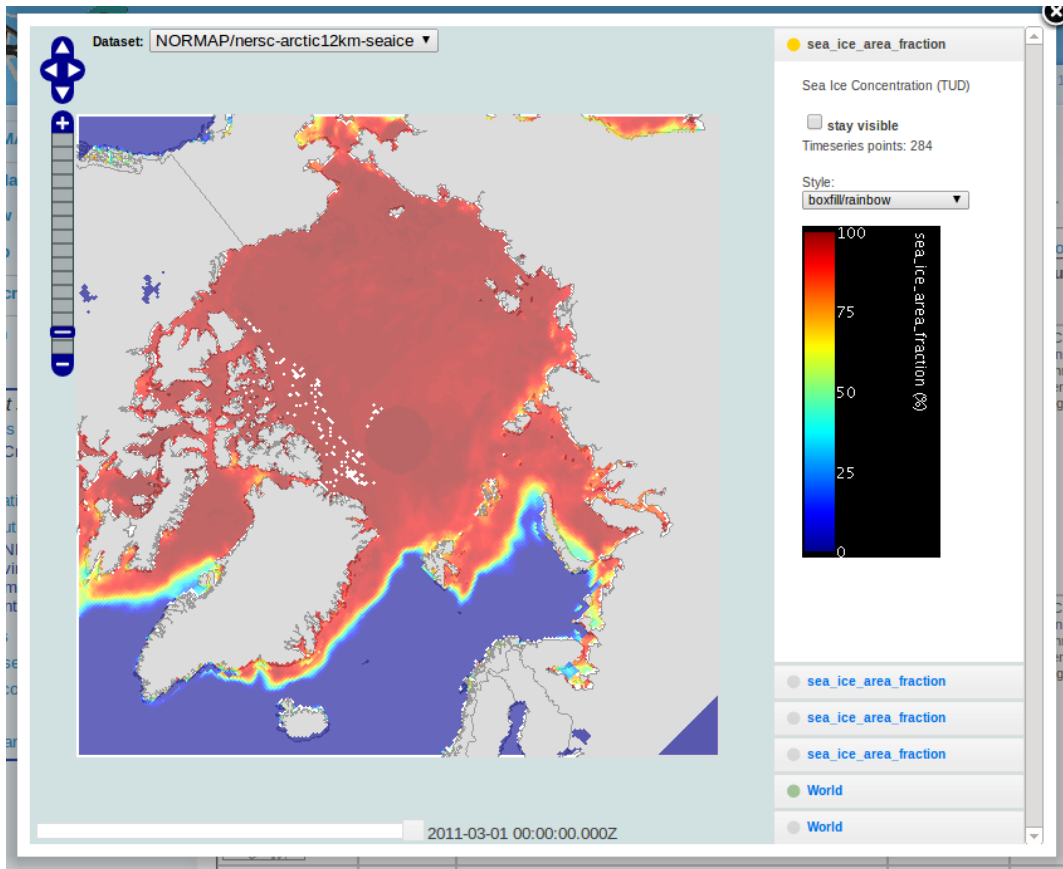 Dataset: NORMAP/nersc-arctic12km-seaice
sea_ice_area_fraction
Sea Ice Concentration (TUD)
stay visible
Timeseries points: 284
Style:
boxfill/rainbow
100
75
50
25
0
sea_ice_area_fraction (%)
sea_ice_area_fraction
sea_ice_area_fraction
sea_ice_area_fraction
World
World
2011-03-01 00:00:00.000Z